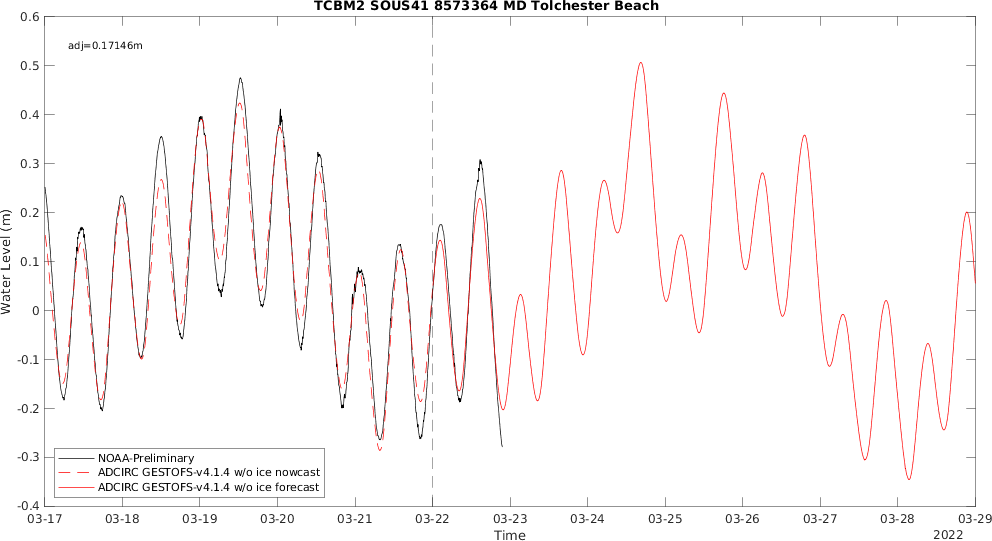 TCBM2 SOUS41 8573364 MD Tolchester Beach
adj=0.17146m
Water Level (m)
0.6
0.5
0.4
0.3
0.2
0.1
0
-0.1
-0.2
-0.3
-0.4
NOAA-Preliminary
ADCIRC GESTOFS-v4.1.4 w/o ice nowcast
ADCIRC GESTOFS-v4.1.4 w/o ice forecast
03-17 03-18 03-19 03-20 03-21 03-22 03-23 03-24 03-25 03-26 03-27 03-28 03-29
Time
2022